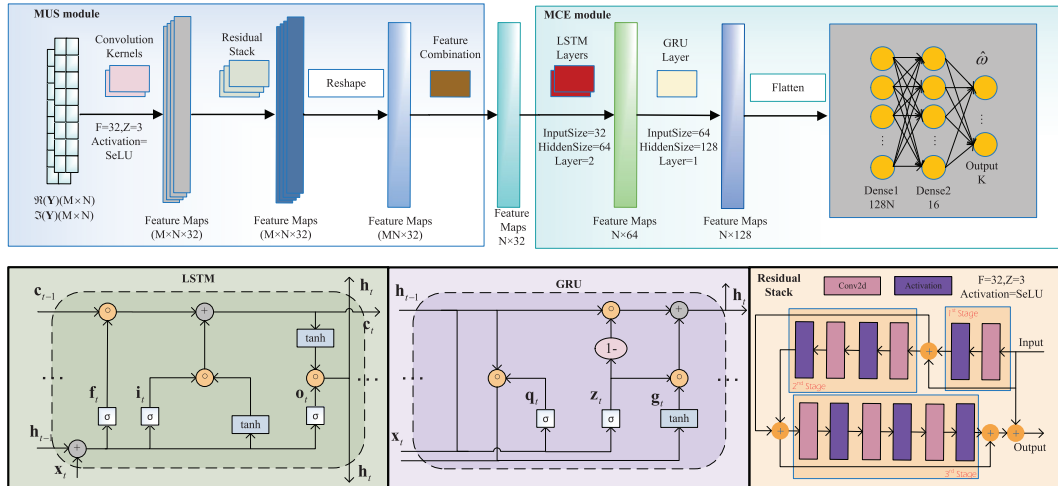 MUS module
Convolution
Kernels
Residual
Stack
Reshape
Feature
Combination
F=32,Z=3
Activation=
SeLU
ℜ(Y)(M×N)
ℑ(Y)(M×N)
Feature Maps
(M×N×32)
Feature Maps
(M×N×32)
Feature Maps
(MN×32)
Feature
Maps
N×32
MCE module
LSTM
Layers
InputSize=32
HiddenSize=64
Layer=2
Feature Maps
N×64
GRU
Layer
InputSize=64
HiddenSize=128
Layer=1
Feature Maps
N×128
Flatten
ω̂
Dense1
128N
Dense2
16
Output
K
LSTM
c_{t−1}
h_t
c_t
tanh
f_t
i_t
o_t
σ
σ
tanh
σ
h_{t−1}
x_t
h_t
GRU
h_{t−1}
h_t
1-
q_t
z_t
g_t
σ
σ
tanh
x_t
Residual
Stack
Conv2d
Activation
F=32,Z=3
Activation=SeLU
1st Stage
Input
2nd Stage
3rd Stage
Output